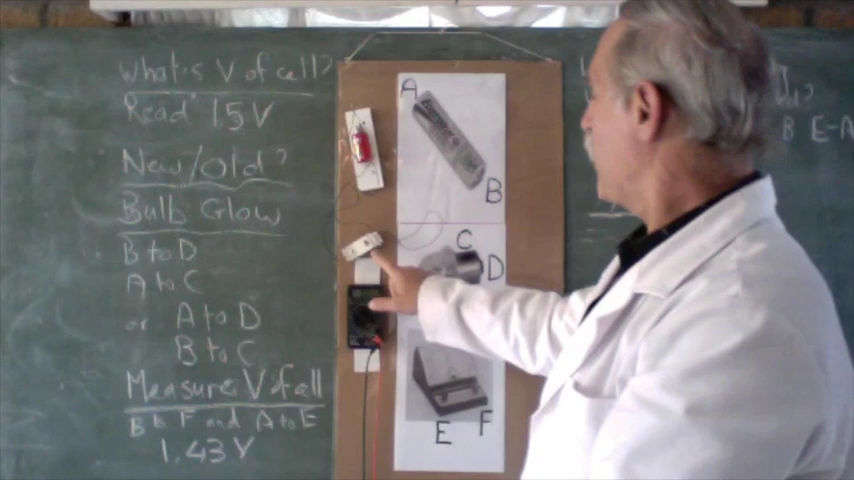 What is V of cell?
Read 1.5V
New/Old?
Bulb Glow
B to D
A to C
or A to D
B to C
Measure V of cell
B to F and A to E
1.43 V
A
B
C
D
E
F
B E-A